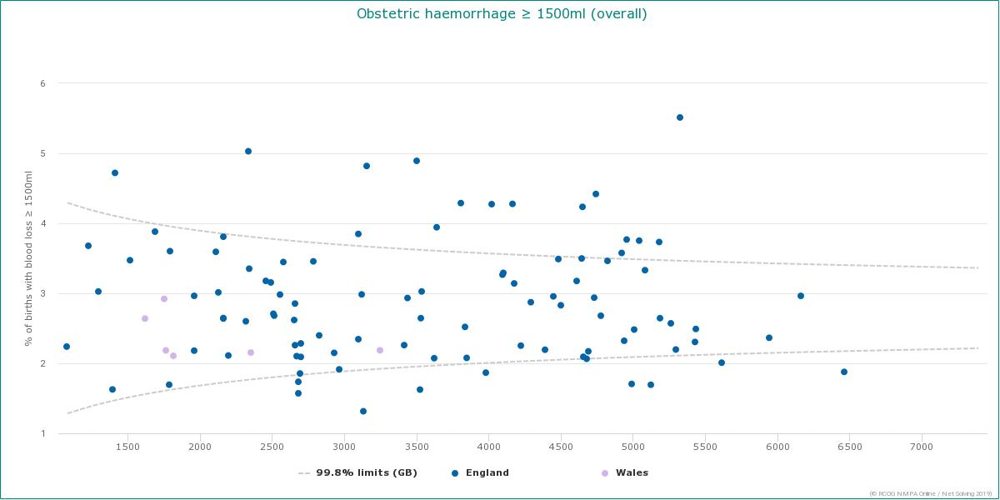 Obstetric haemorrhage ≥ 1500ml (overall)
6
5
4
3
2
1
% of births with blood loss ≥ 1500ml
1500 2000 2500 3000 3500 4000 4500 5000 5500 6000 6500 7000
99.8% limits (GB) England Wales
(© RCOG NMPA Online / Net Solving 2019)